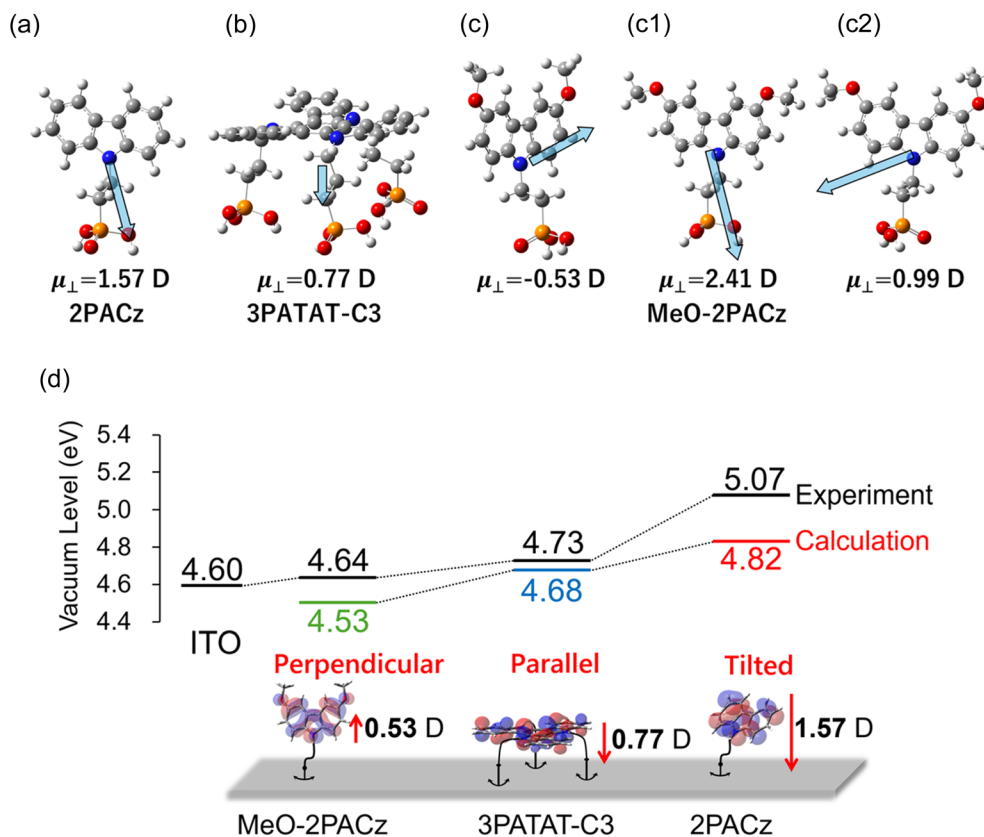 (a) (b) (c) (c1) (c2)
μ⊥=1.57 D μ⊥=0.77 D μ⊥=-0.53 D μ⊥=2.41 D μ⊥=0.99 D
2PACz 3PATAT-C3 MeO-2PACz
(d)
Vacuum Level (eV)
5.4
5.2
5.0
4.8
4.6
4.4
4.60
ITO
4.64
4.53
4.73
4.68
5.07
Experiment
4.82
Calculation
Perpendicular Parallel Tilted
0.53 D 0.77 D 1.57 D
MeO-2PACz 3PATAT-C3 2PACz